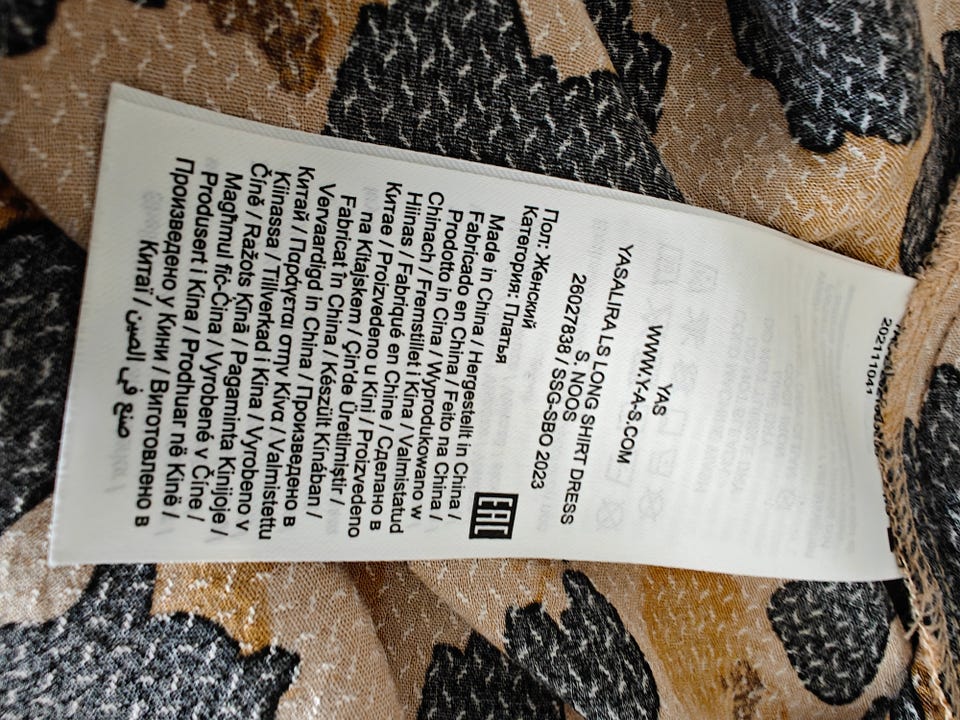 202111041
YAS
WWW.Y-A-S.COM
YASALIRA LS LONG SHIRT DRESS
S. NOOS
26027838 / SSG-SBO 2023
Пол: Женский
Категория: Платья
EAC
Made in China / Hergestellt in China /
Fabricado en China / Feito na China /
Prodotto in Cina / Wyprodukowano w
Chinach / Fremstillet i Kina / Valmistatud
Hiinas / Fabriqué en Chine / Сделано в
Китае / Proizvedeno u Kini / Proizvedeno
na Kitajskem / Çin'de Üretilmiştir /
Fabricat în China / Készült Kínában /
Vervaardigd in China / Произведено в
Китай / Παράγεται στην Κίνα / Valmistettu
Kiinassa / Tillverkad i Kina / Vyrobeno v
Číně / Ražots Ķīnā / Pagaminta Kinijoje /
Maghmul fiċ-Ċina / Vyrobené v Číne /
Produsert i Kina / Prodhuar në Kinë /
Произведено у Кини / Виготовлено в
Китаї / صنع في الصين